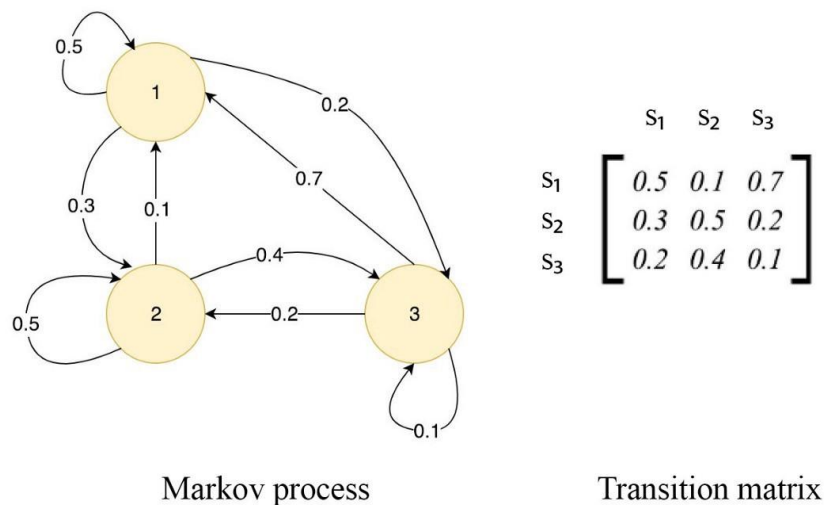 0.5
1
0.2
0.7
0.3
0.1
0.4
0.5
2
0.2
3
0.1
Markov process
S1 S2 S3
S1 0.5 0.1 0.7
S2 0.3 0.5 0.2
S3 0.2 0.4 0.1
Transition matrix